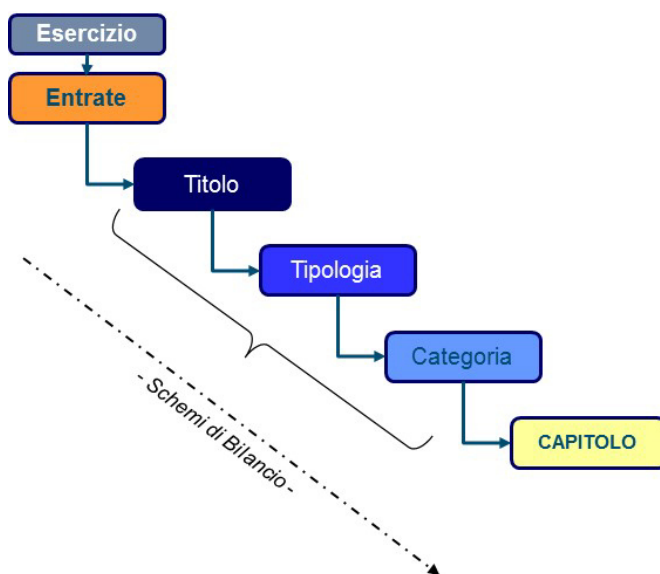 Esercizio
Entrate
Titolo
Tipologia
Categoria
CAPITOLO
- Schemi di Bilancio -